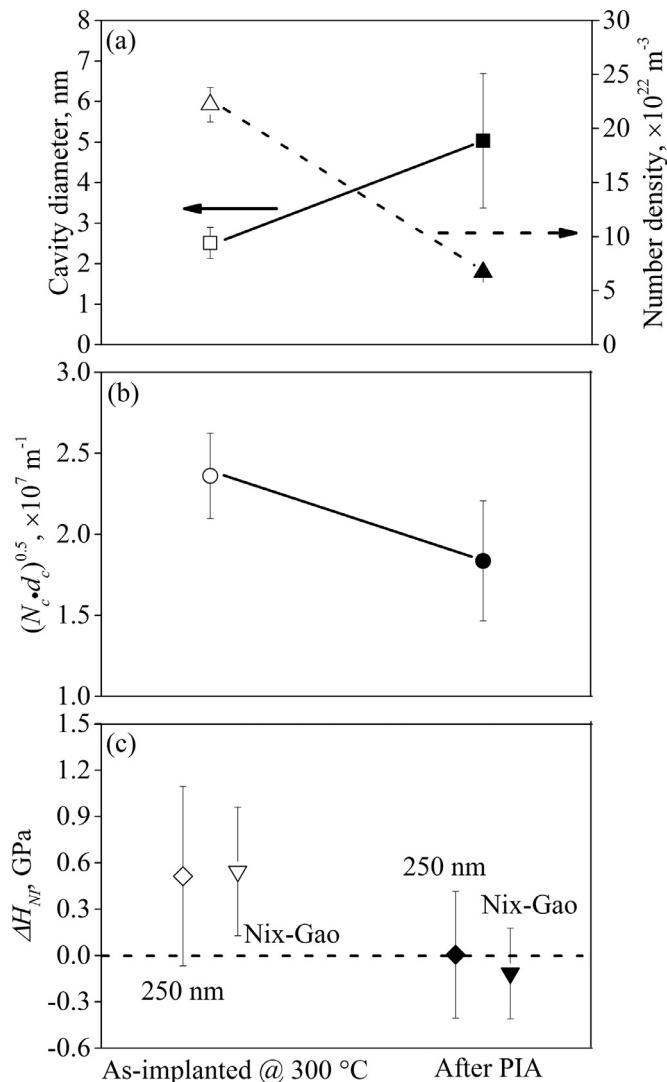 (a)
8
7
6
5
4
3
2
1
0
Cavity diameter, nm
30
25
20
15
10
5
0
Number density, ×10²² m⁻³
(b)
3.0
2.5
2.0
1.5
1.0
(N_c•d_c)^0.5, ×10⁷ m⁻¹
(c)
1.5
1.2
0.9
0.6
0.3
0.0
-0.3
-0.6
ΔH_NI, GPa
250 nm
Nix-Gao
250 nm
Nix-Gao
As-implanted @ 300 °C
After PIA